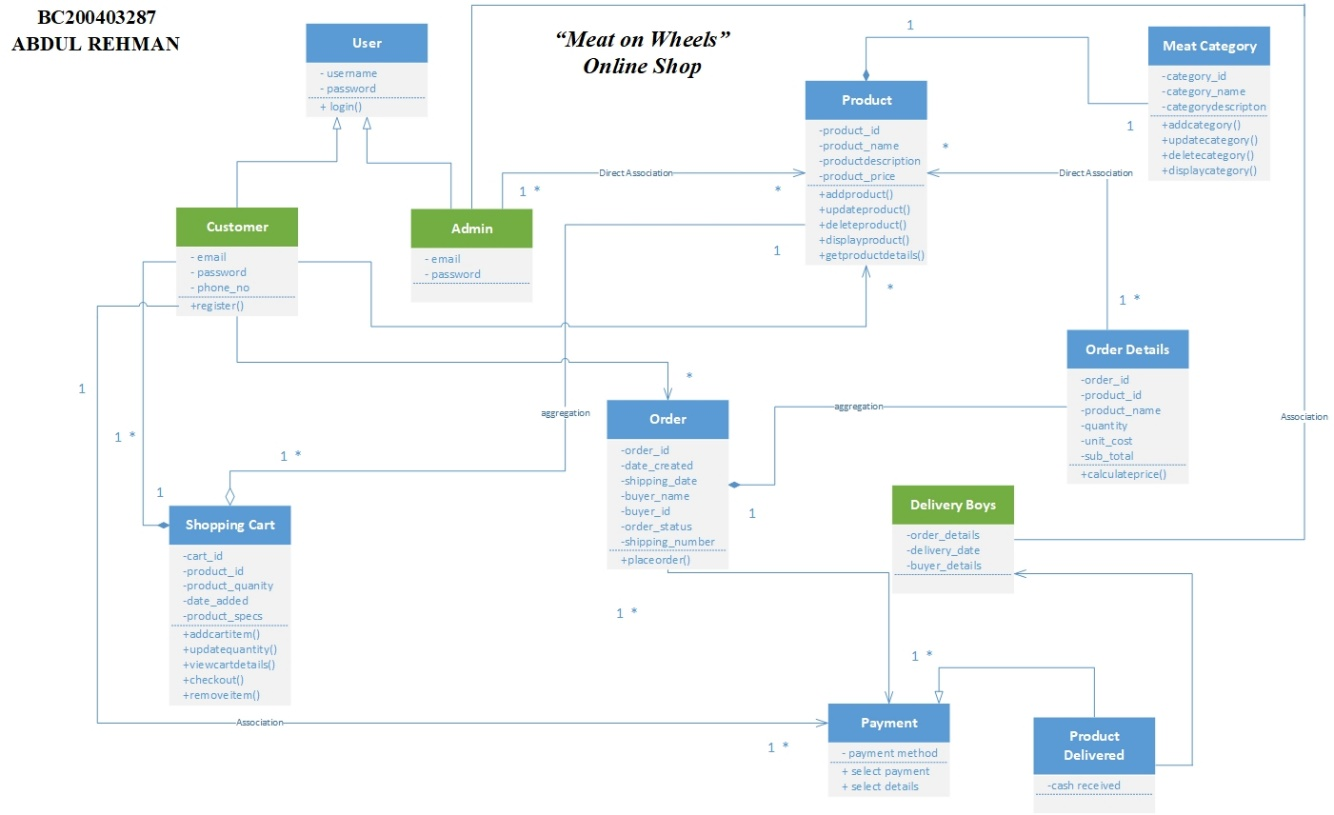 BC200403287
ABDUL REHMAN
“Meat on Wheels”
Online Shop
User
- username
- password
+ login()
Customer
- email
- password
- phone_no
+register()
Admin
- email
- password
Product
-product_id
-product_name
-productdescription
-product_price
+addproduct()
+updateproduct()
+deleteproduct()
+displayproduct()
+getproductdetails()
Meat Category
-category_id
-category_name
-categorydescripton
+addcategory()
+updatecategory()
+deletecategory()
+displaycategory()
1
1
Direct Association
1 *
*
*
Direct Association
1 *
1
*
Order Details
-order_id
-product_id
-product_name
-quantity
-unit_cost
-sub_total
+calculateprice()
Association
aggregation
aggregation
*
Order
-order_id
-date_created
-shipping_date
-buyer_name
-buyer_id
-order_status
-shipping_number
+placeorder()
1
1
1 *
1 *
1
Shopping Cart
-cart_id
-product_id
-product_quanity
-date_added
-product_specs
+addcartitem()
+updatequantity()
+viewcartdetails()
+checkout()
+removeitem()
Delivery Boys
-order_details
-delivery_date
-buyer_details
1 *
1 *
Association
1 *
Payment
- payment method
+ select payment
+ select details
Product
Delivered
-cash received